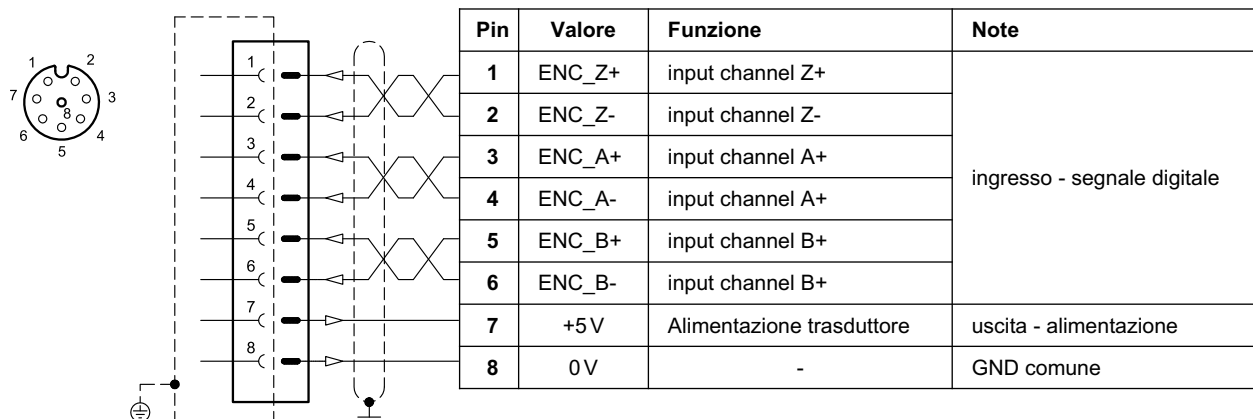 Pin Valore Funzione Note
1 ENC_Z+ input channel Z+
2 ENC_Z- input channel Z-
3 ENC_A+ input channel A+
4 ENC_A- input channel A+
5 ENC_B+ input channel B+
6 ENC_B- input channel B+
ingresso - segnale digitale
7 +5 V Alimentazione trasduttore uscita - alimentazione
8 0 V - GND comune
1 2
7 8 3
6 4
5
1
2
3
4
5
6
7
8